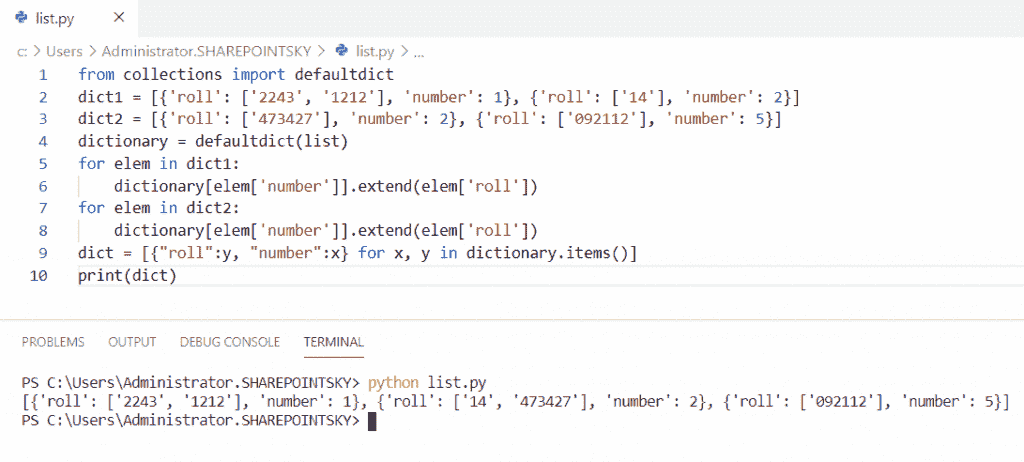 list.py ×
c: > Users > Administrator.SHAREPOINTSKY > list.py > ...
1 from collections import defaultdict
2 dict1 = [{'roll': ['2243', '1212'], 'number': 1}, {'roll': ['14'], 'number': 2}]
3 dict2 = [{'roll': ['473427'], 'number': 2}, {'roll': ['092112'], 'number': 5}]
4 dictionary = defaultdict(list)
5 for elem in dict1:
6     dictionary[elem['number']].extend(elem['roll'])
7 for elem in dict2:
8     dictionary[elem['number']].extend(elem['roll'])
9 dict = [{"roll":y, "number":x} for x, y in dictionary.items()]
10 print(dict)
PROBLEMS OUTPUT DEBUG CONSOLE TERMINAL
PS C:\Users\Administrator.SHAREPOINTSKY> python list.py
[{'roll': ['2243', '1212'], 'number': 1}, {'roll': ['14', '473427'], 'number': 2}, {'roll': ['092112'], 'number': 5}]
PS C:\Users\Administrator.SHAREPOINTSKY>